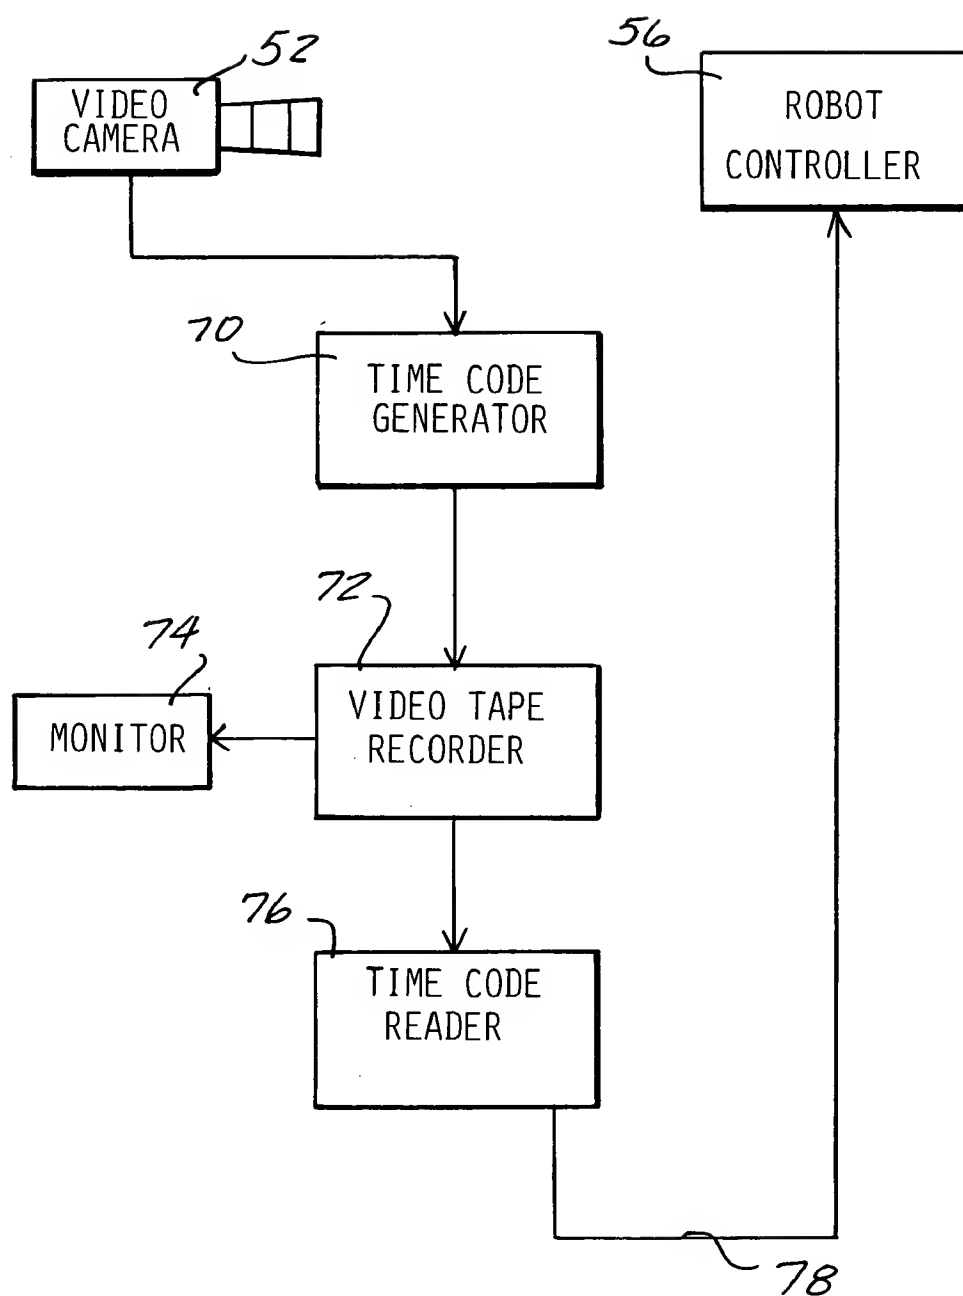 52
VIDEO
CAMERA
56
ROBOT
CONTROLLER
70
TIME CODE
GENERATOR
72
VIDEO TAPE
RECORDER
74
MONITOR
76
TIME CODE
READER
78